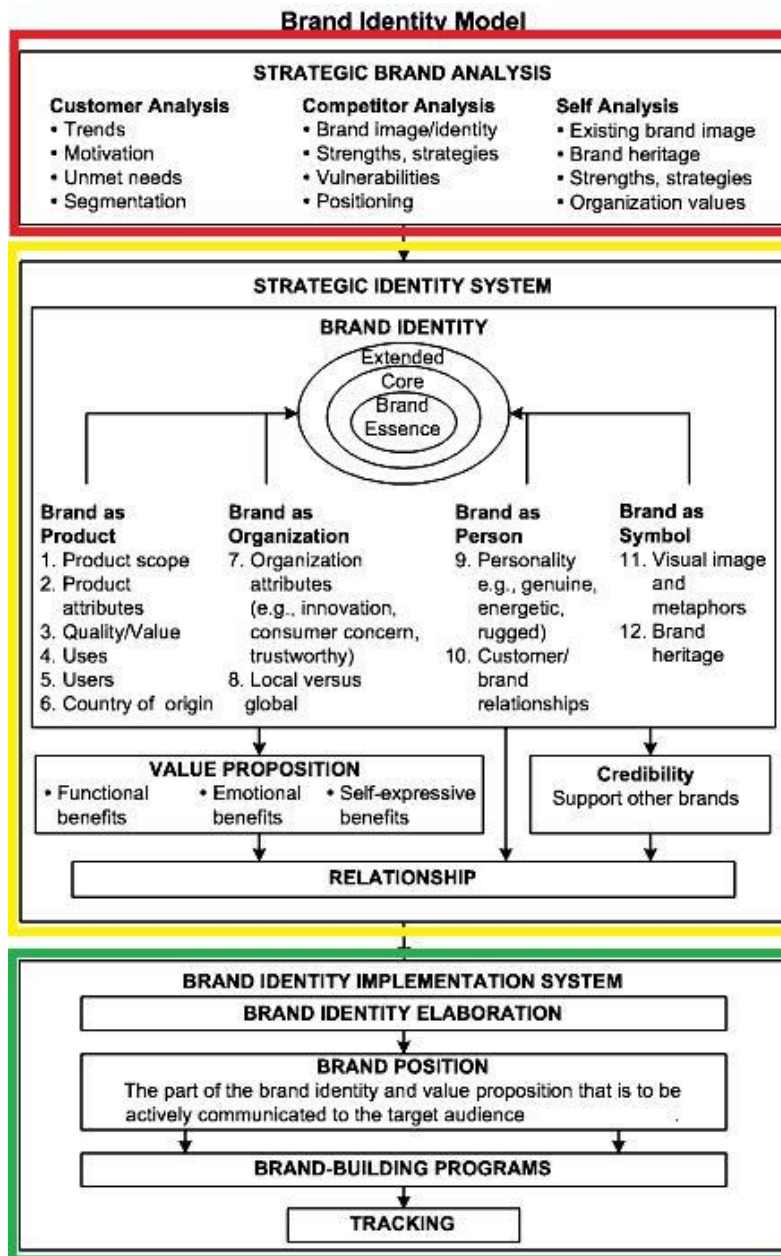 Brand Identity Model
STRATEGIC BRAND ANALYSIS
Customer Analysis
• Trends
• Motivation
• Unmet needs
• Segmentation
Competitor Analysis
• Brand image/identity
• Strengths, strategies
• Vulnerabilities
• Positioning
Self Analysis
• Existing brand image
• Brand heritage
• Strengths, strategies
• Organization values
STRATEGIC IDENTITY SYSTEM
BRAND IDENTITY
Extended
Core
Brand
Essence
Brand as
Product
1. Product scope
2. Product
attributes
3. Quality/Value
4. Uses
5. Users
6. Country of origin
Brand as
Organization
7. Organization
attributes
(e.g., innovation,
consumer concern,
trustworthy)
8. Local versus
global
Brand as
Person
9. Personality
e.g., genuine,
energetic,
rugged)
10. Customer/
brand
relationships
Brand as
Symbol
11. Visual image
and
metaphors
12. Brand
heritage
VALUE PROPOSITION
• Functional
benefits
• Emotional
benefits
• Self-expressive
benefits
Credibility
Support other brands
RELATIONSHIP
BRAND IDENTITY IMPLEMENTATION SYSTEM
BRAND IDENTITY ELABORATION
BRAND POSITION
The part of the brand identity and value proposition that is to be
actively communicated to the target audience .
BRAND-BUILDING PROGRAMS
TRACKING